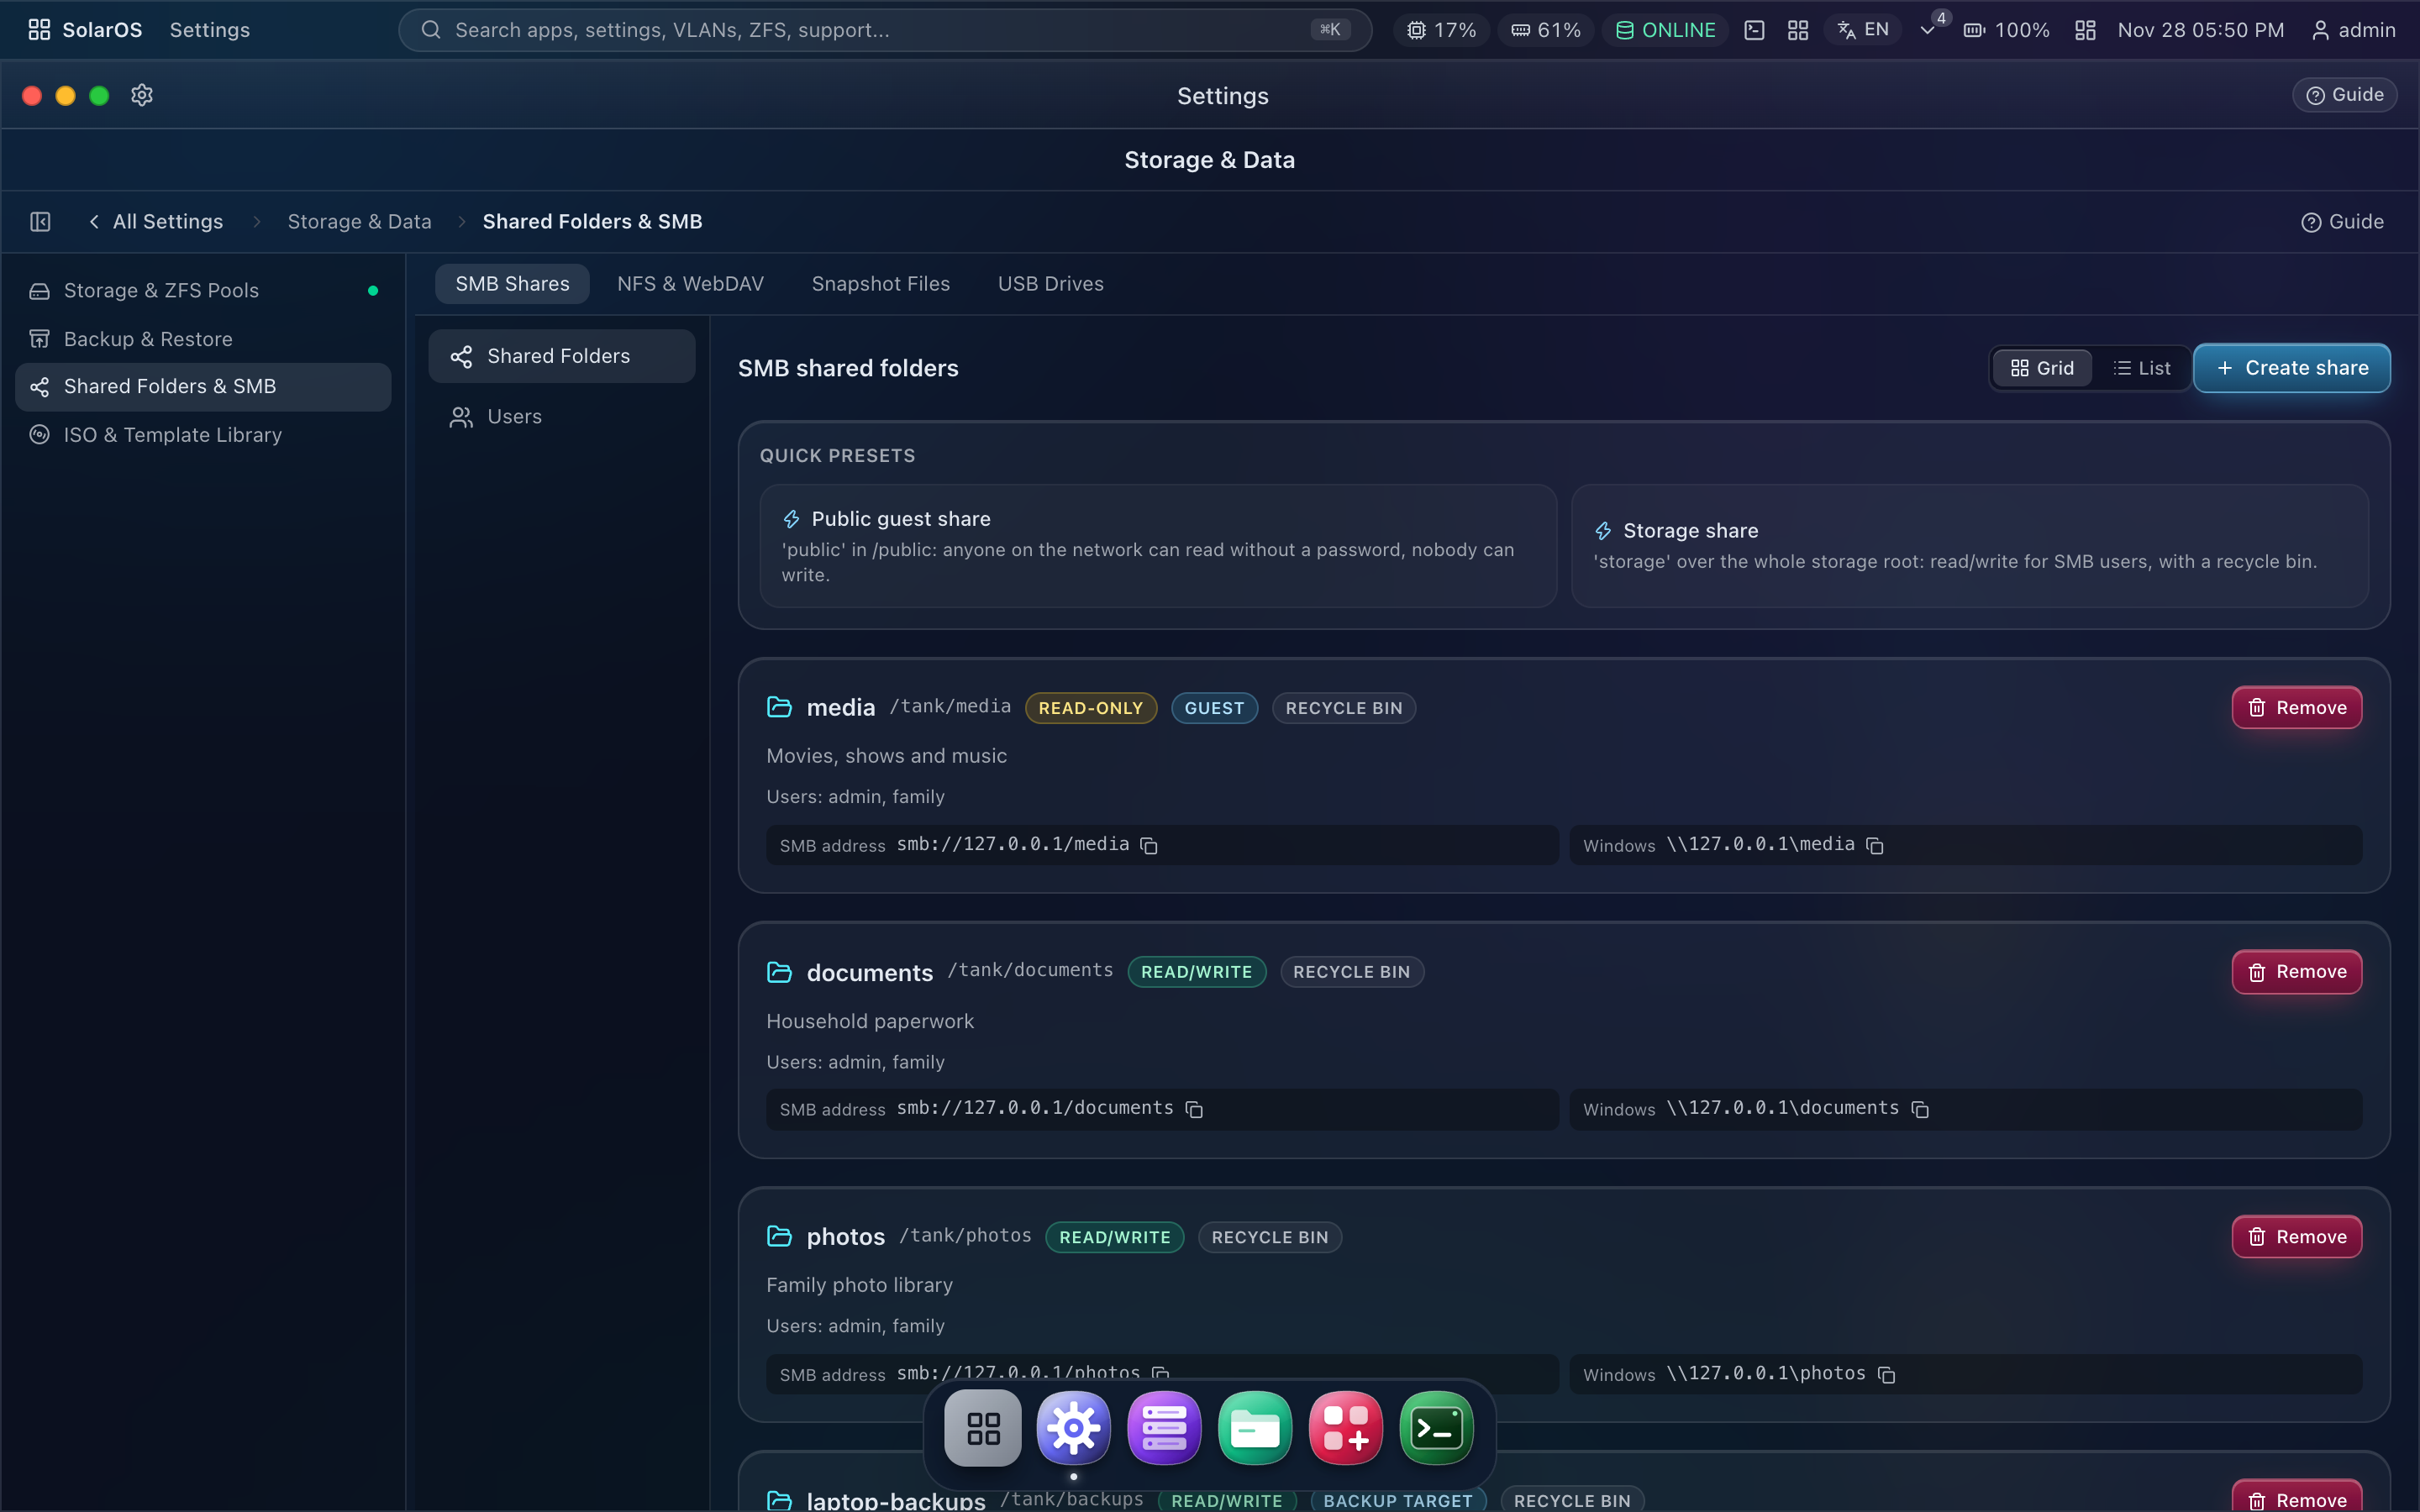 SolarOS Settings Search apps, settings, VLANs, ZFS, support... ⌘K 17% 61% ONLINE EN 4 100% Nov 28 05:50 PM admin
Settings Guide
Storage & Data
All Settings Storage & Data Shared Folders & SMB Guide
Storage & ZFS Pools
Backup & Restore
Shared Folders & SMB
ISO & Template Library
SMB Shares NFS & WebDAV Snapshot Files USB Drives
Shared Folders
Users
SMB shared folders Grid List Create share
QUICK PRESETS
Public guest share
'public' in /public: anyone on the network can read without a password, nobody can
write.
Storage share
'storage' over the whole storage root: read/write for SMB users, with a recycle bin.
media /tank/media READ-ONLY GUEST RECYCLE BIN Remove
Movies, shows and music
Users: admin, family
SMB address smb://127.0.0.1/media Windows \\127.0.0.1\media
documents /tank/documents READ/WRITE RECYCLE BIN Remove
Household paperwork
Users: admin, family
SMB address smb://127.0.0.1/documents Windows \\127.0.0.1\documents
photos /tank/photos READ/WRITE RECYCLE BIN Remove
Family photo library
Users: admin, family
SMB address smb://127.0.0.1/photos Windows \\127.0.0.1\photos
laptop-backups /tank/backups READ/WRITE BACKUP TARGET RECYCLE BIN Remove